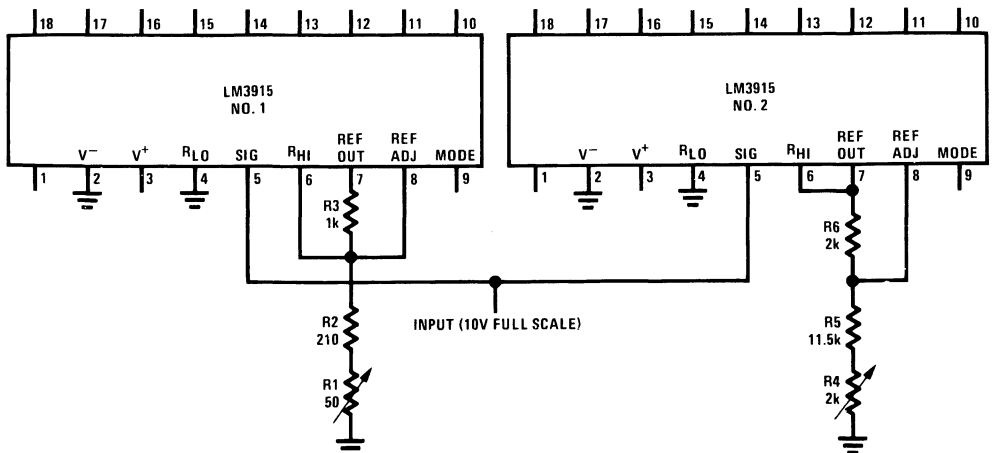 18 17 16 15 14 13 12 11 10
18 17 16 15 14 13 12 11 10
LM3915
NO. 1
LM3915
NO. 2
V⁻ V⁺ RLO SIG RHI REF OUT REF ADJ MODE
V⁻ V⁺ RLO SIG RHI REF OUT REF ADJ MODE
1 2 3 4 5 6 7 8 9
1 2 3 4 5 6 7 8 9
R3
1k
R6
2k
INPUT (10V FULL SCALE)
R2
210
R5
11.5k
R1
50
R4
2k